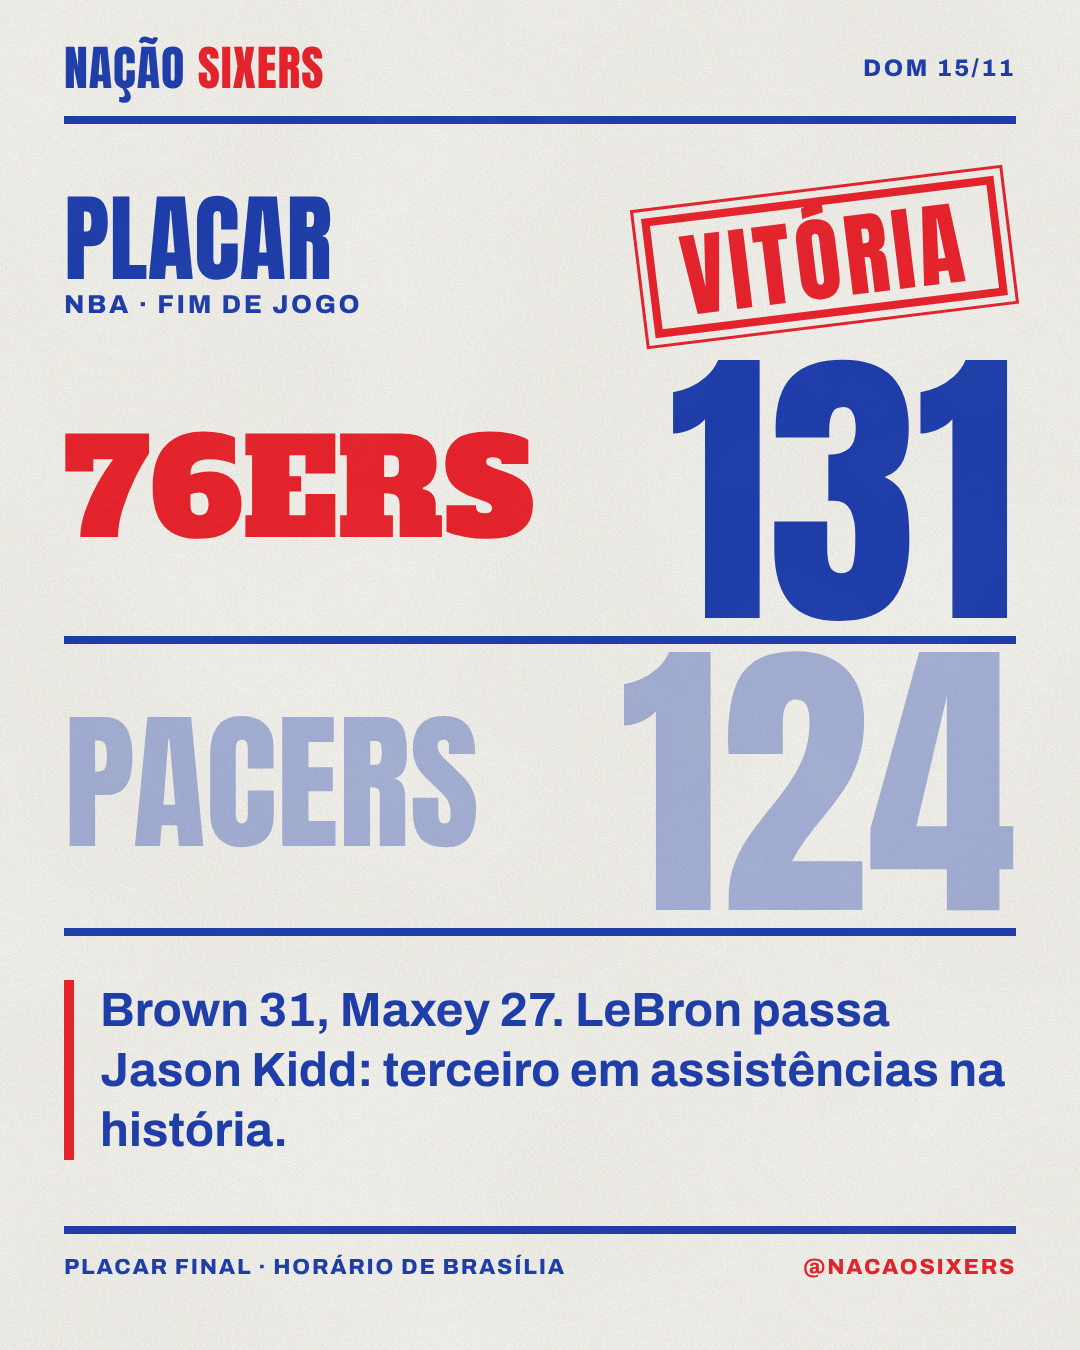 NAÇÃO SIXERS
DOM 15/11
PLACAR
VITÓRIA
NBA · FIM DE JOGO
76ERS
131
PACERS
124
Brown 31, Maxey 27. LeBron passa
Jason Kidd: terceiro em assistências na
história.
PLACAR FINAL · HORÁRIO DE BRASÍLIA
@NACAOSIXERS